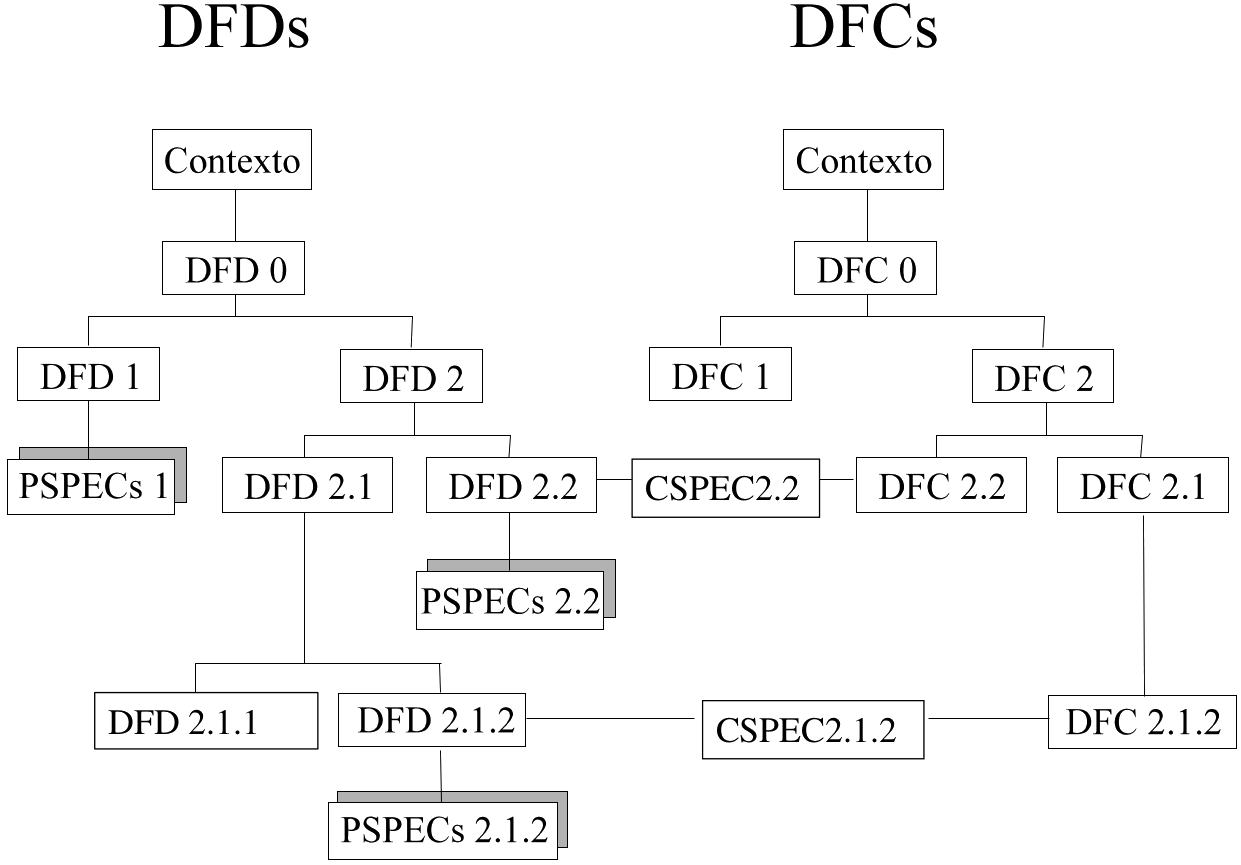 DFDs
DFCs
Contexto
Contexto
DFD 0
DFC 0
DFD 1
DFD 2
DFC 1
DFC 2
PSPECs 1
DFD 2.1
DFD 2.2
CSPEC2.2
DFC 2.2
DFC 2.1
PSPECs 2.2
DFD 2.1.1
DFD 2.1.2
CSPEC2.1.2
DFC 2.1.2
PSPECs 2.1.2